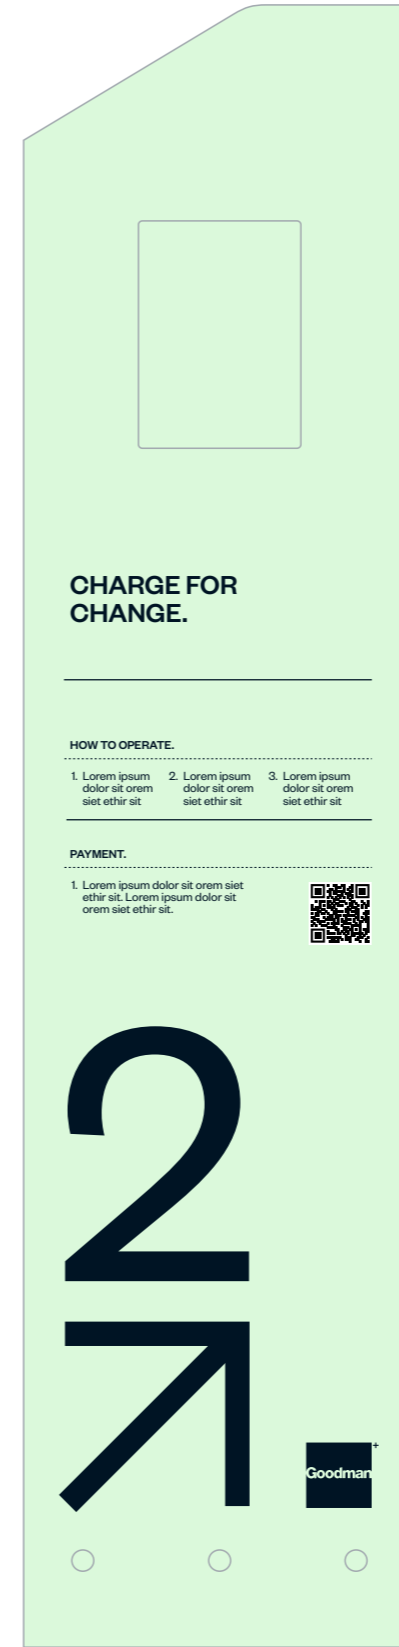 CHARGE FOR
CHANGE.
HOW TO OPERATE.
1. Lorem ipsum
dolor sit orem
siet ethir sit
2. Lorem ipsum
dolor sit orem
siet ethir sit
3. Lorem ipsum
dolor sit orem
siet ethir sit
PAYMENT.
1. Lorem ipsum dolor sit orem siet
ethir sit. Lorem ipsum dolor sit
orem siet ethir sit.
2
Goodman+